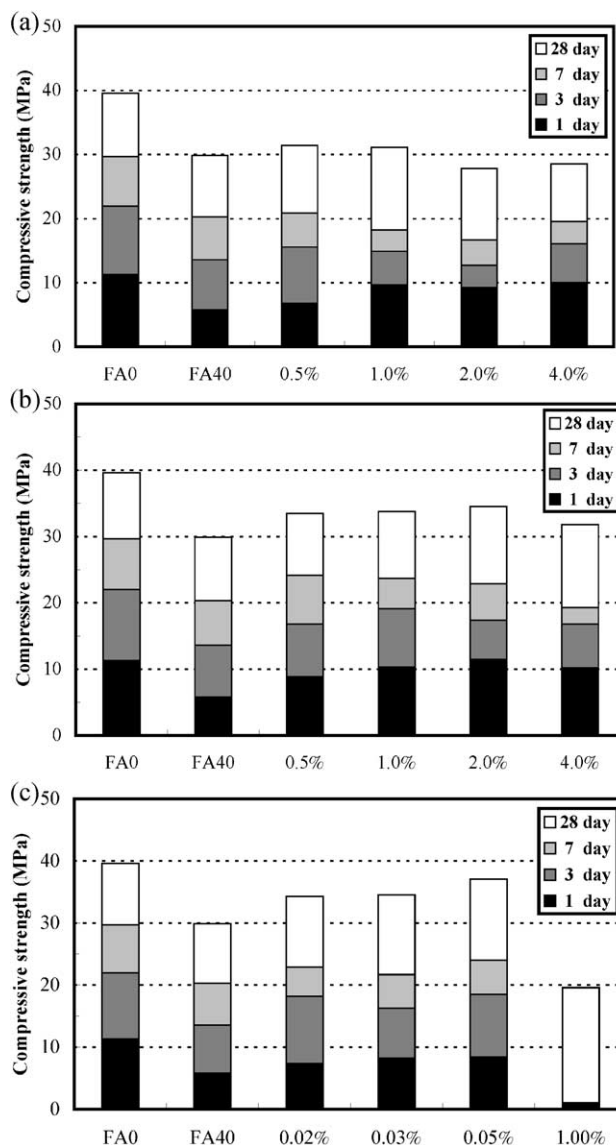 (a)
50
40
30
20
10
0
Compressive strength (MPa)
28 day
7 day
3 day
1 day
FA0 FA40 0.5% 1.0% 2.0% 4.0%
(b)
50
40
30
20
10
0
Compressive strength (MPa)
28 day
7 day
3 day
1 day
FA0 FA40 0.5% 1.0% 2.0% 4.0%
(c)
50
40
30
20
10
0
Compressive strength (MPa)
28 day
7 day
3 day
1 day
FA0 FA40 0.02% 0.03% 0.05% 1.00%